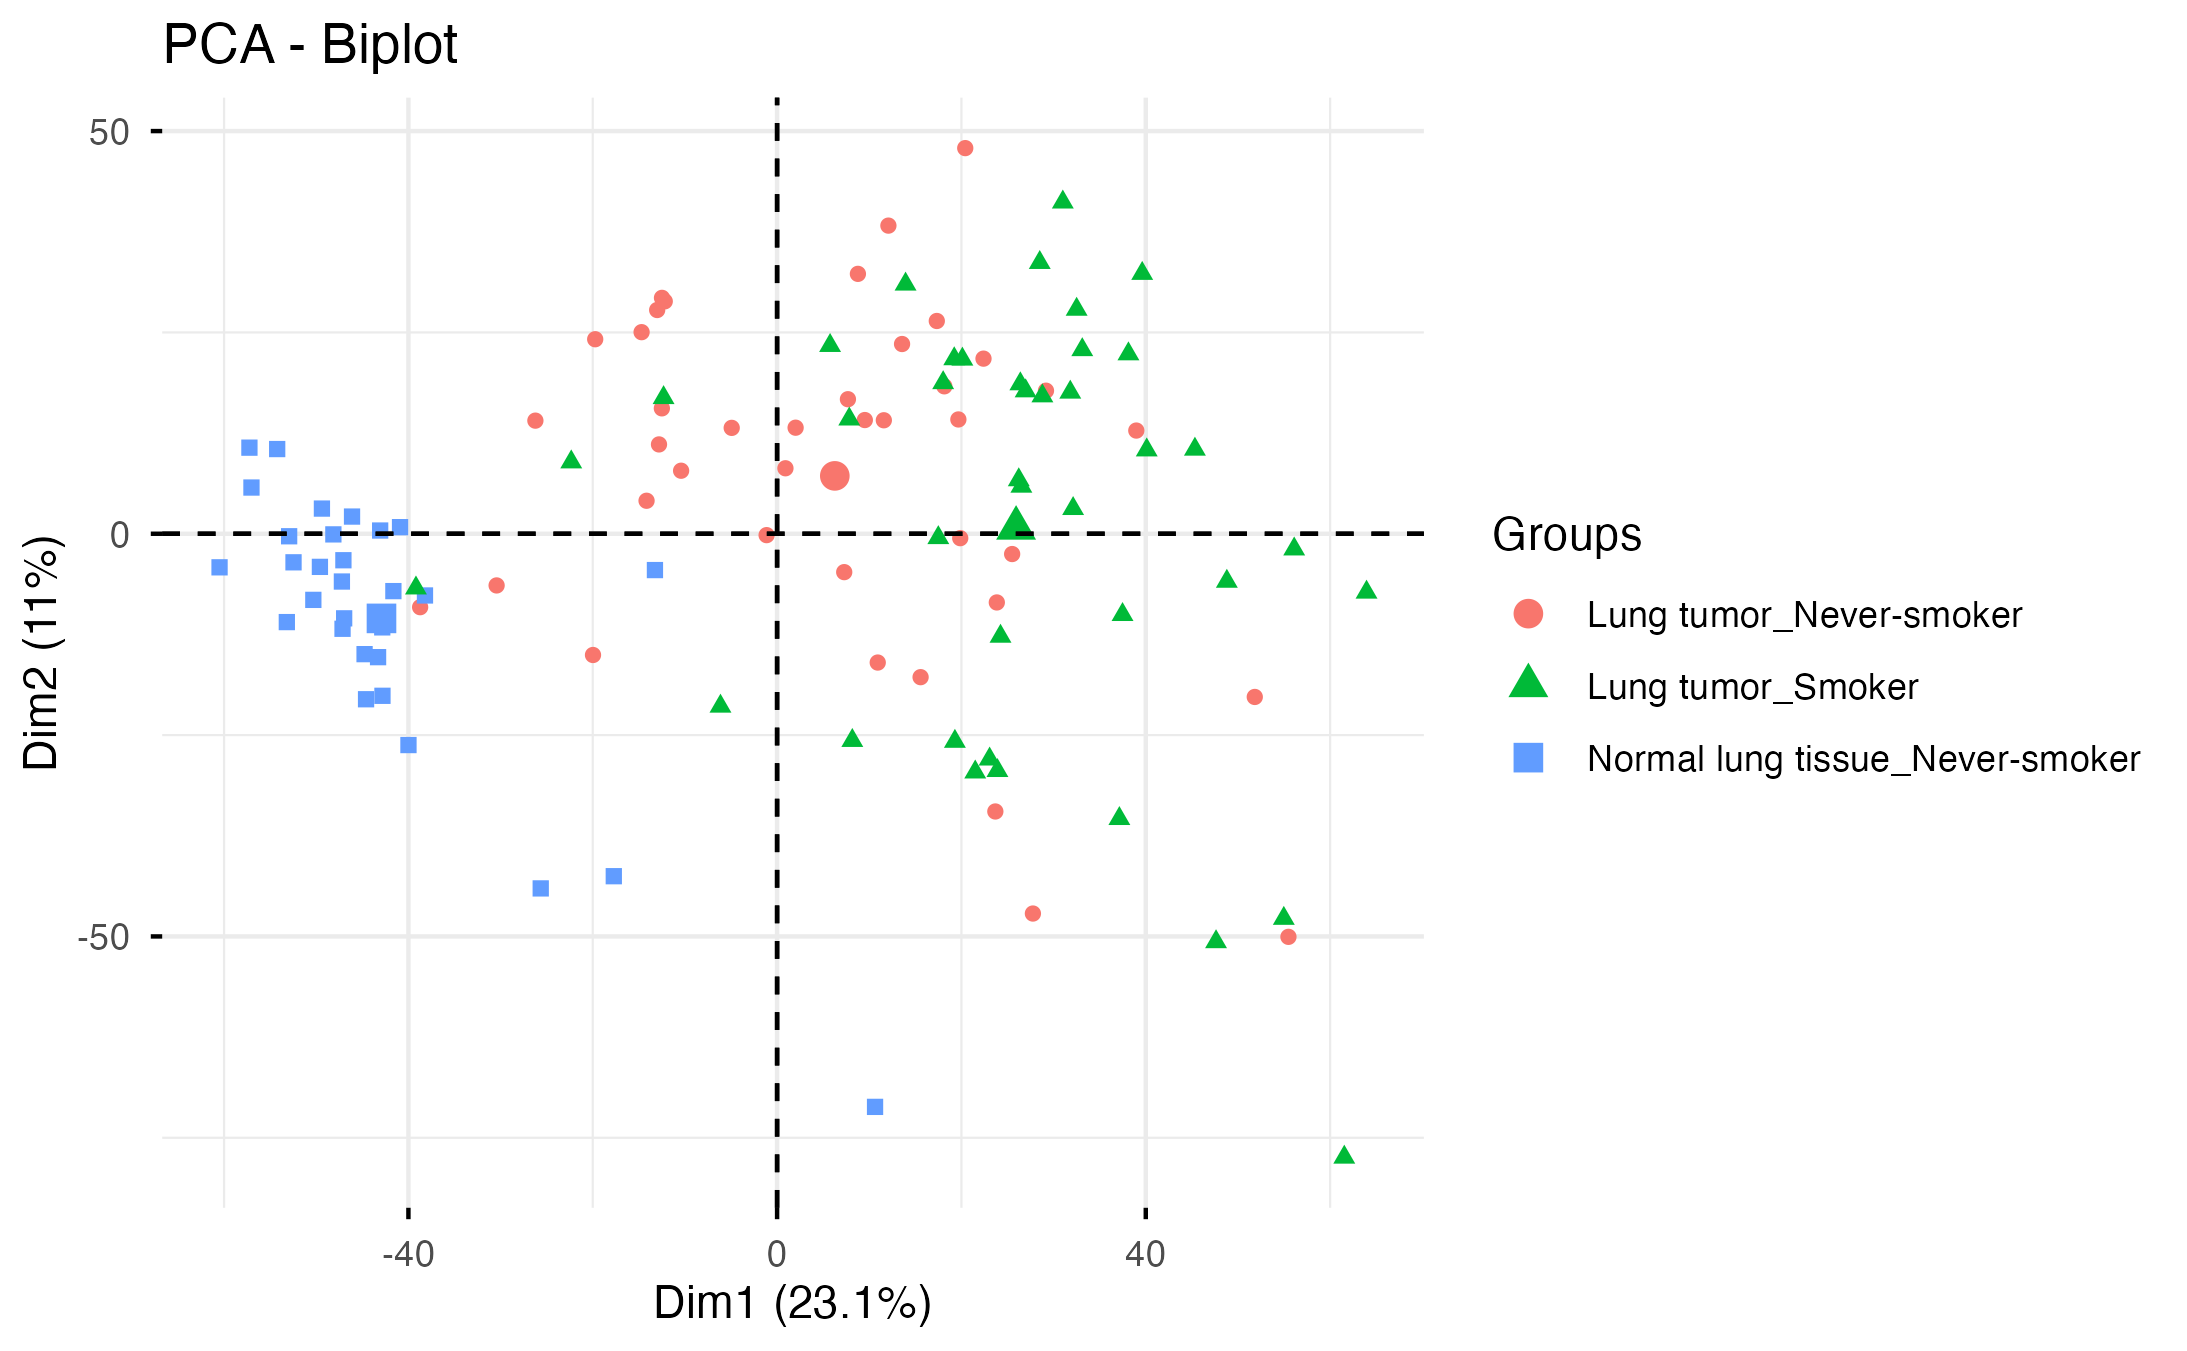 PCA - Biplot
50
0
-50
Dim2 (11%)
-40
0
40
Dim1 (23.1%)
Groups
Lung tumor_Never-smoker
Lung tumor_Smoker
Normal lung tissue_Never-smoker